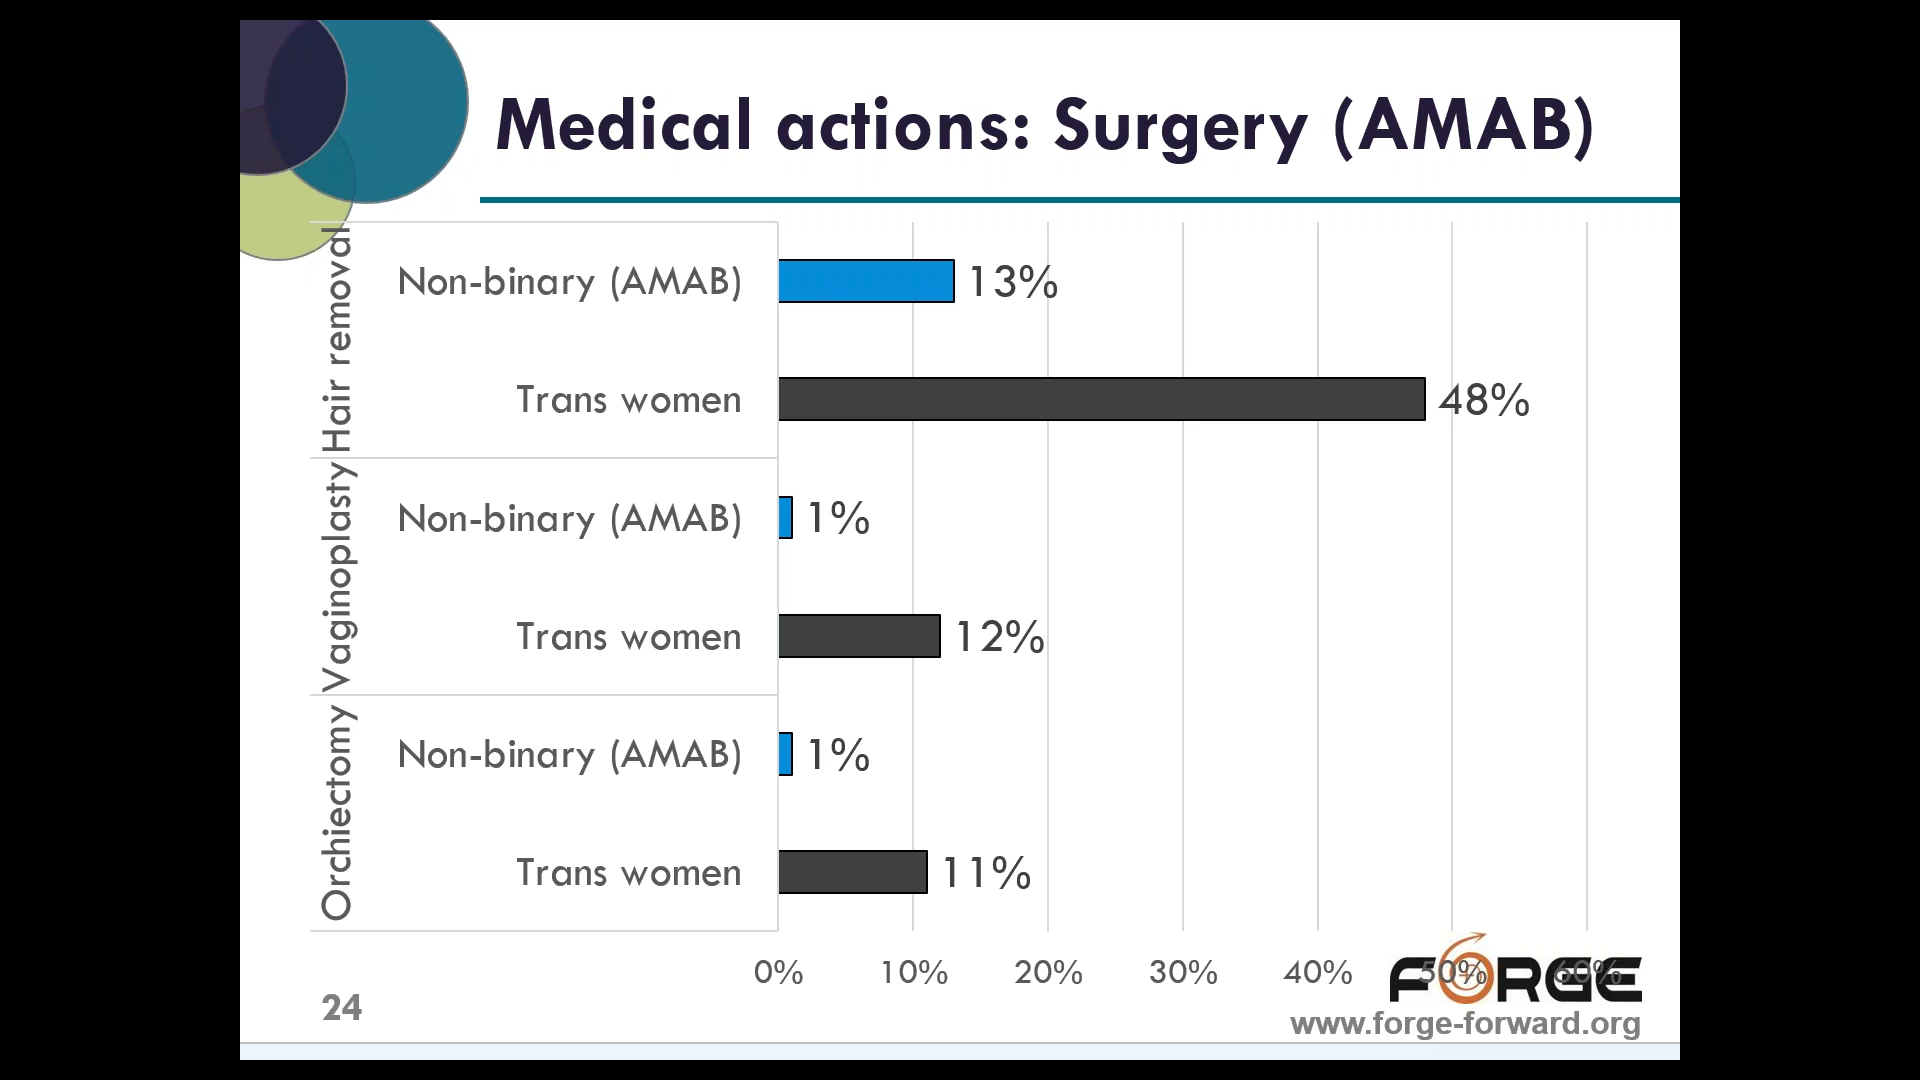 Medical actions: Surgery (AMAB)
Hair removal
Non-binary (AMAB)
13%
Trans women
48%
Vaginoplasty
Non-binary (AMAB)
1%
Trans women
12%
Orchiectomy
Non-binary (AMAB)
1%
Trans women
11%
0% 10% 20% 30% 40% 50% 60%
FORGE
www.forge-forward.org
24